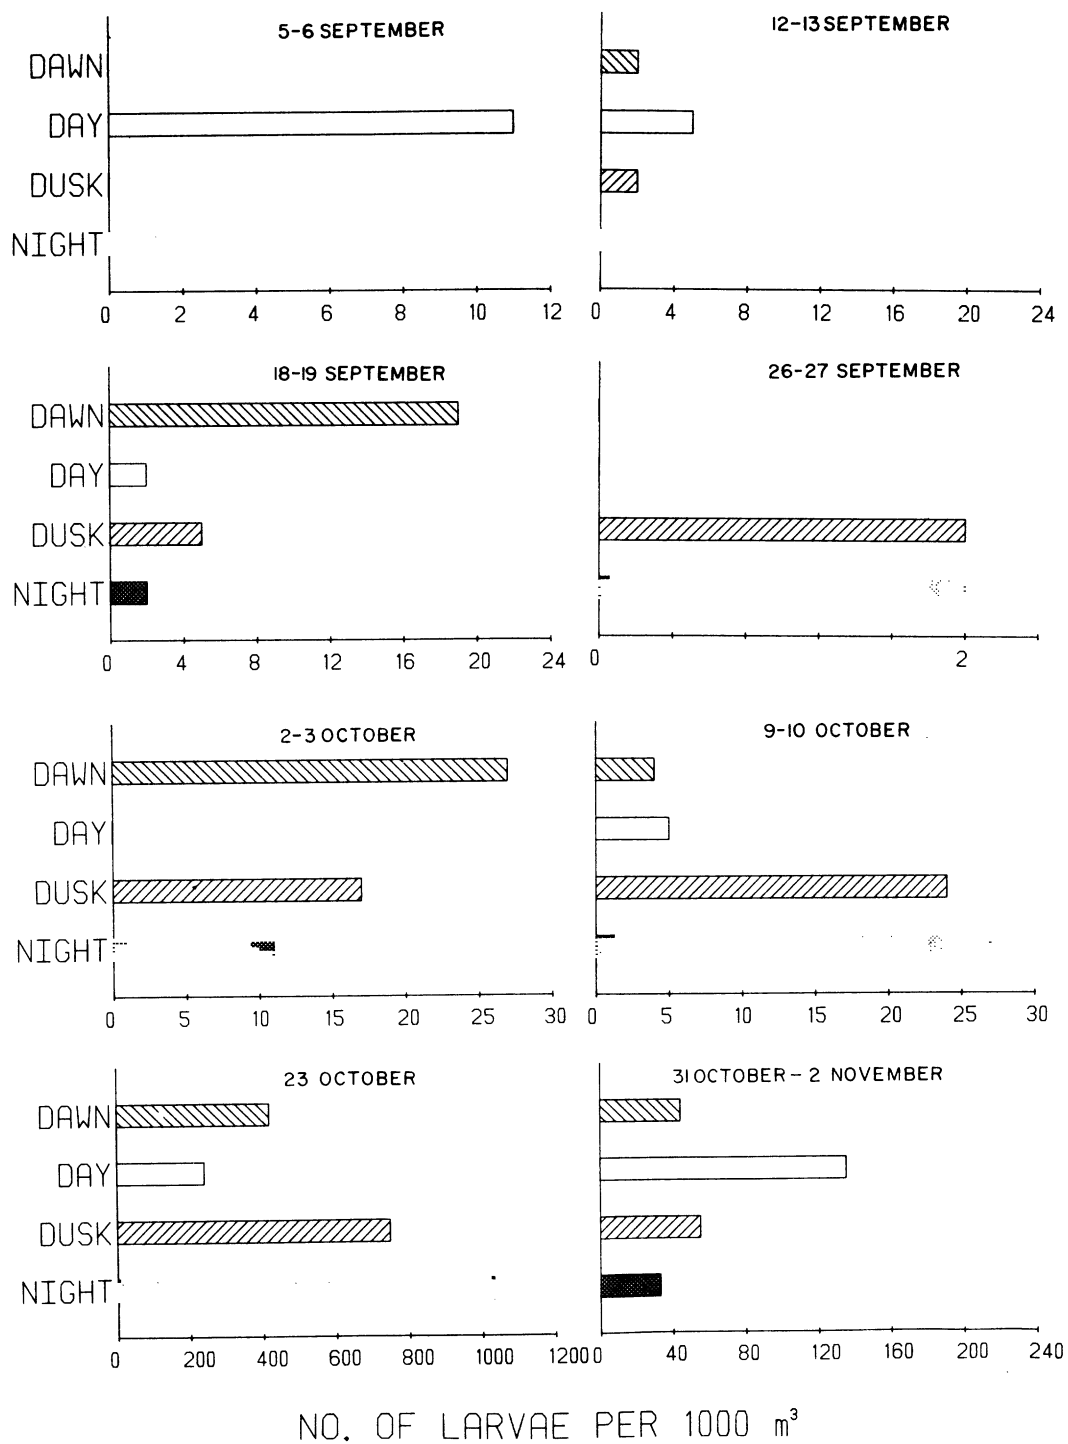 5-6 SEPTEMBER
DAWN
DAY
DUSK
NIGHT
0 2 4 6 8 10 12
12-13 SEPTEMBER
0 4 8 12 16 20 24
18-19 SEPTEMBER
DAWN
DAY
DUSK
NIGHT
0 4 8 12 16 20 24
26-27 SEPTEMBER
0 2
2-3 OCTOBER
DAWN
DAY
DUSK
NIGHT
0 5 10 15 20 25 30
9-10 OCTOBER
0 5 10 15 20 25 30
23 OCTOBER
DAWN
DAY
DUSK
NIGHT
0 200 400 600 800 1000 1200
31 OCTOBER - 2 NOVEMBER
0 40 80 120 160 200 240
NO. OF LARVAE PER 1000 m³